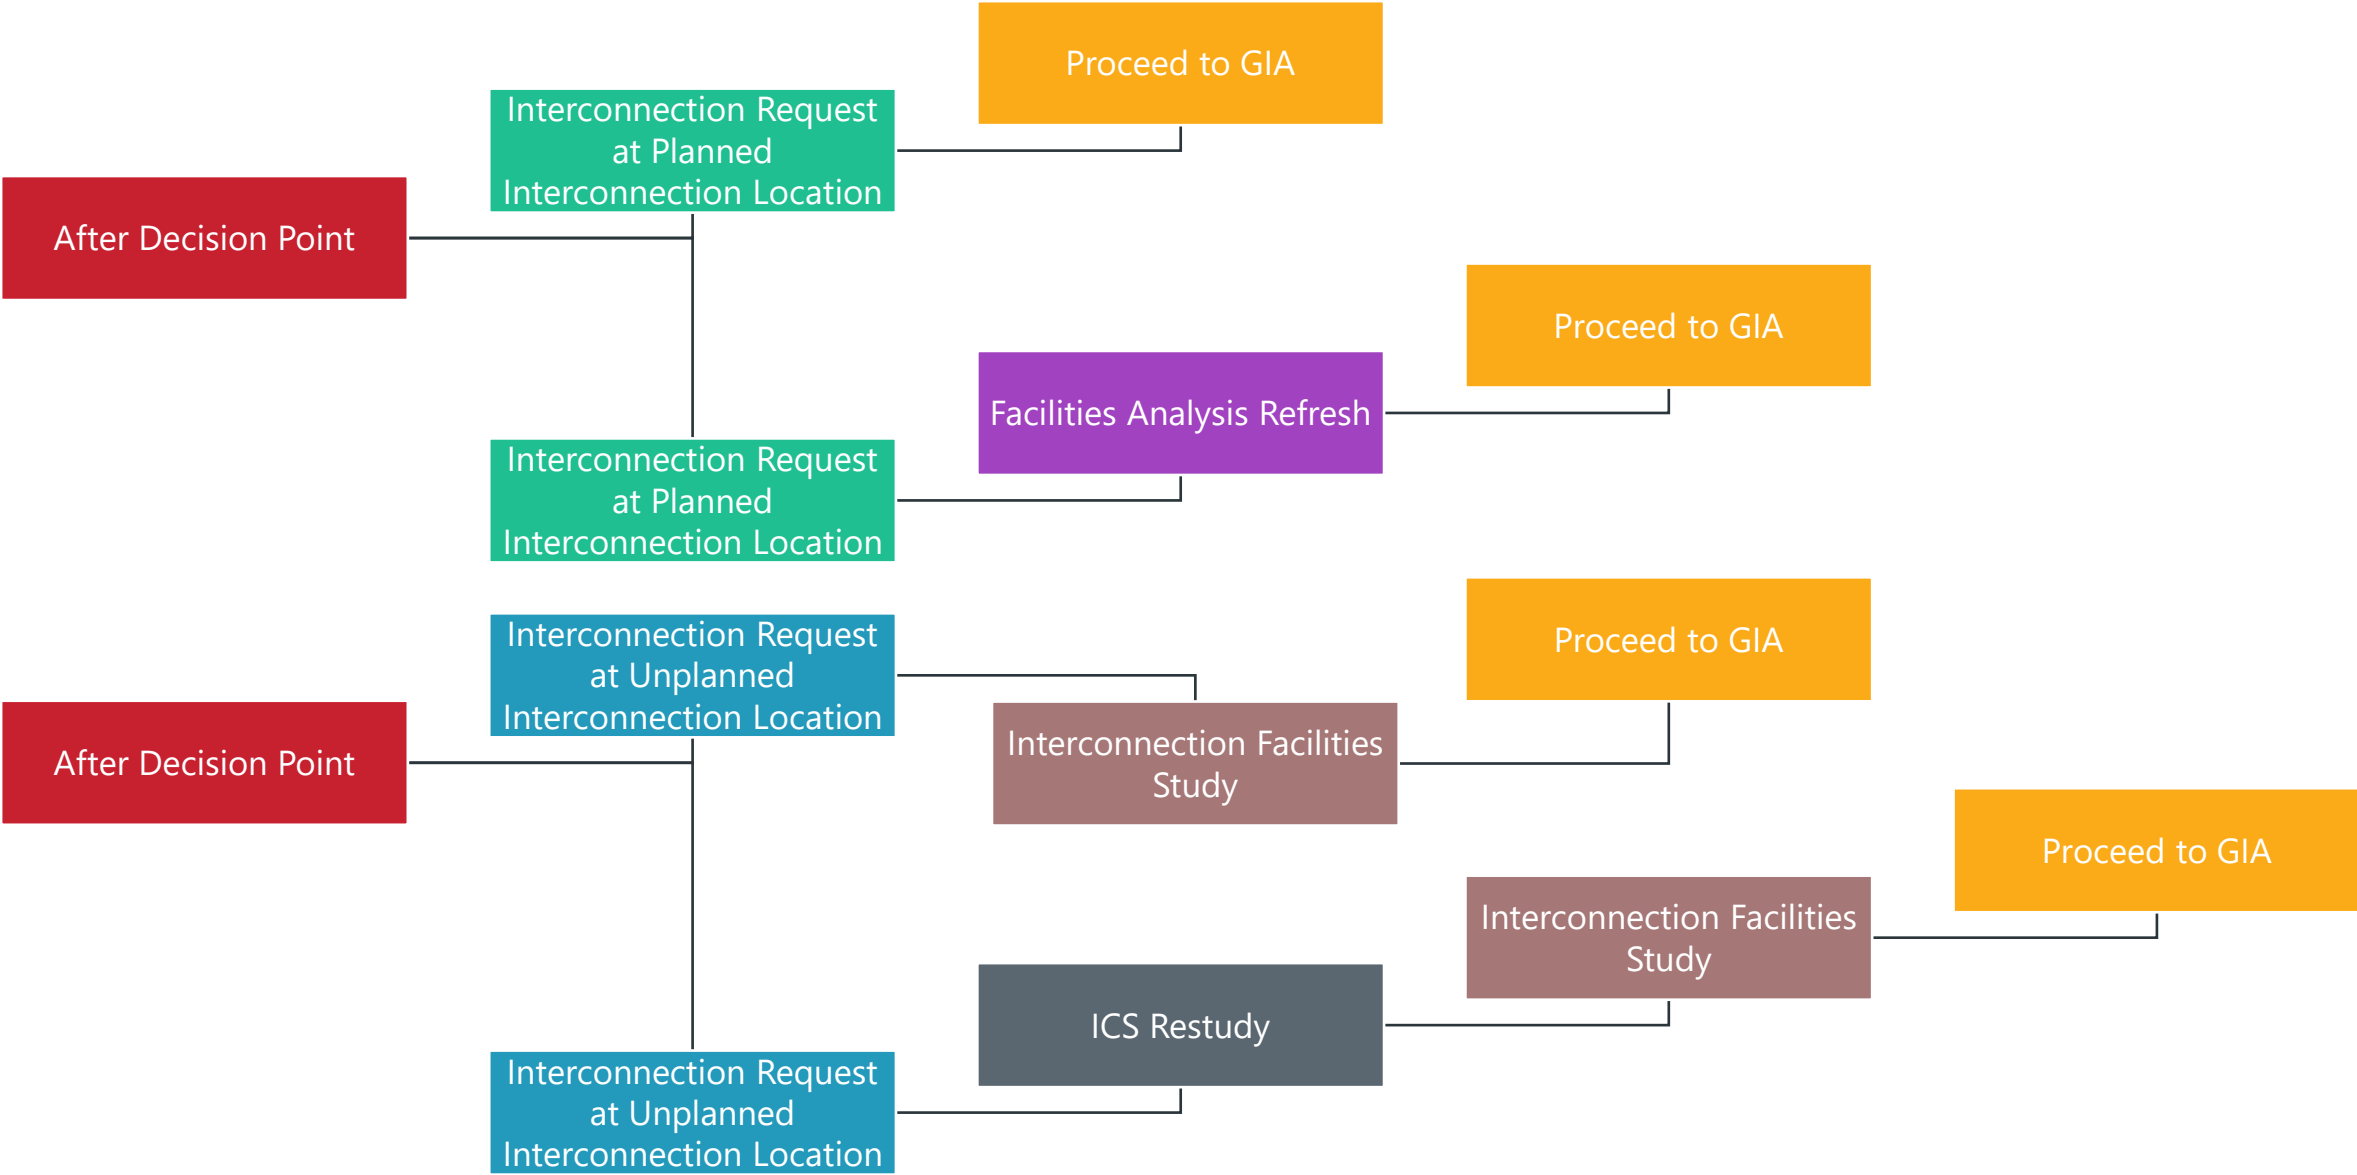 Proceed to GIA
Interconnection Request
at Planned
Interconnection Location
After Decision Point
Proceed to GIA
Facilities Analysis Refresh
Interconnection Request
at Planned
Interconnection Location
Interconnection Request
at Unplanned
Interconnection Location
Proceed to GIA
After Decision Point
Interconnection Facilities
Study
Proceed to GIA
Interconnection Facilities
Study
ICS Restudy
Interconnection Request
at Unplanned
Interconnection Location